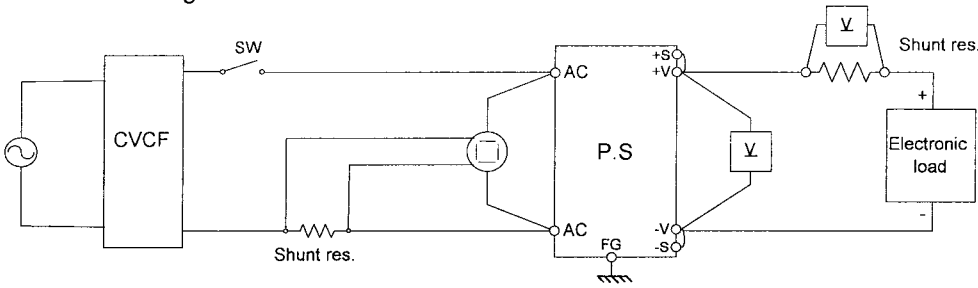 SW
CVCF
Shunt res.
AC
AC
P.S
FG
+S
+V
-V
-S
V
V
Shunt res.
+
Electronic
load
-